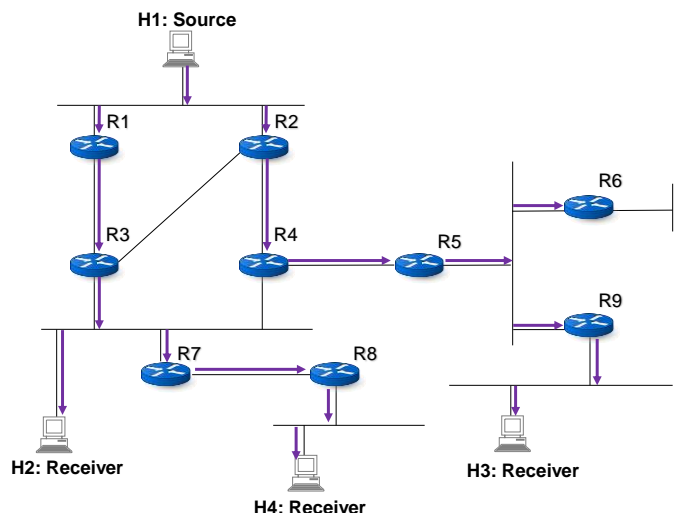 H1: Source
R1
R2
R6
R3
R4
R5
R9
R7
R8
H2: Receiver
H3: Receiver
H4: Receiver